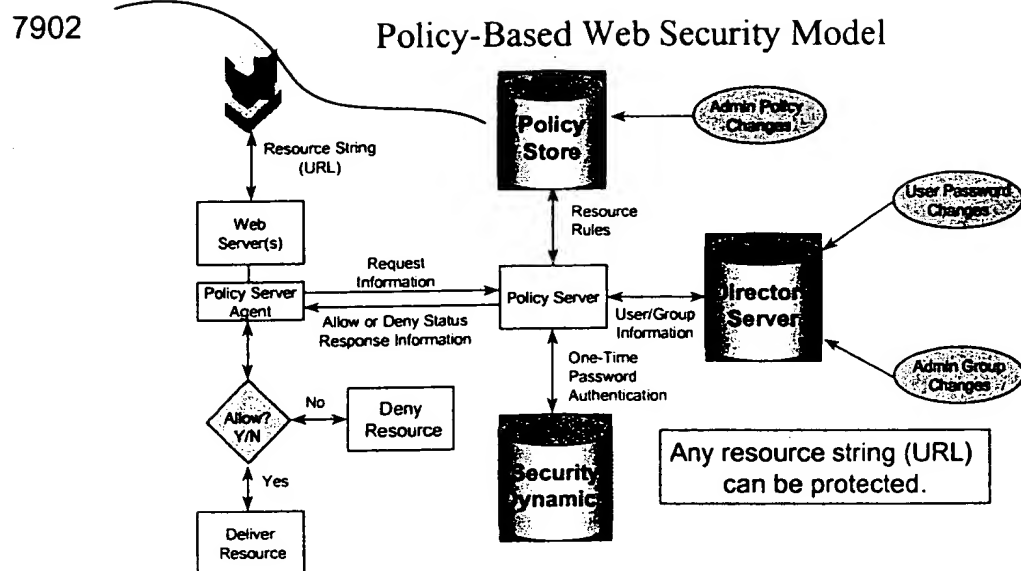 7902
Policy-Based Web Security Model
Resource String
(URL)
Policy
Store
Admin Policy
Changes
User Password
Changes
Web
Server(s)
Resource
Rules
Request
Information
Policy Server
Agent
Policy Server
Allow or Deny Status
Response Information
User/Group
Information
Director
Server
One-Time
Password
Authentication
Admin Group
Changes
Allow?
Y/N
No
Deny
Resource
Yes
Security
Dynamic
Any resource string (URL)
can be protected.
Deliver
Resource